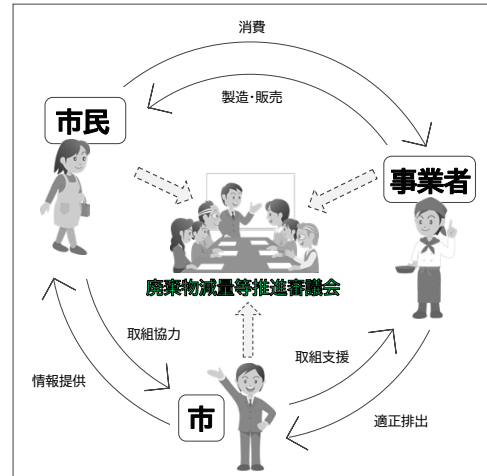 消費
製造・販売
市民
事業者
廃棄物減量等推進審議会
取組協力
取組支援
情報提供
市
適正排出